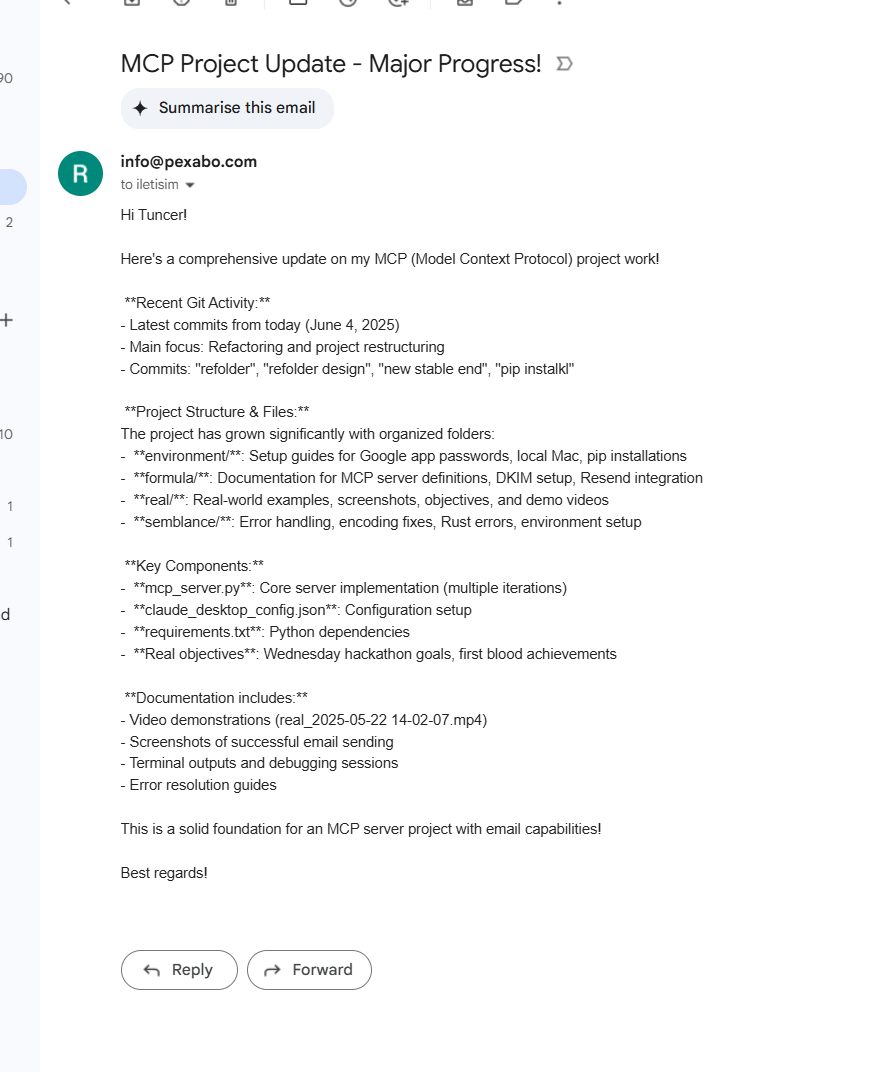 90
2
10
1
1
d
MCP Project Update - Major Progress!
Summarise this email
R
info@pexabo.com
to iletisim
Hi Tuncer!
Here's a comprehensive update on my MCP (Model Context Protocol) project work!
**Recent Git Activity:**
- Latest commits from today (June 4, 2025)
- Main focus: Refactoring and project restructuring
- Commits: "refolder", "refolder design", "new stable end", "pip instalkl"
**Project Structure & Files:**
The project has grown significantly with organized folders:
- **environment/**: Setup guides for Google app passwords, local Mac, pip installations
- **formula/**: Documentation for MCP server definitions, DKIM setup, Resend integration
- **real/**: Real-world examples, screenshots, objectives, and demo videos
- **semblance/**: Error handling, encoding fixes, Rust errors, environment setup
**Key Components:**
- **mcp_server.py**: Core server implementation (multiple iterations)
- **claude_desktop_config.json**: Configuration setup
- **requirements.txt**: Python dependencies
- **Real objectives**: Wednesday hackathon goals, first blood achievements
**Documentation includes:**
- Video demonstrations (real_2025-05-22 14-02-07.mp4)
- Screenshots of successful email sending
- Terminal outputs and debugging sessions
- Error resolution guides
This is a solid foundation for an MCP server project with email capabilities!
Best regards!
Reply
Forward